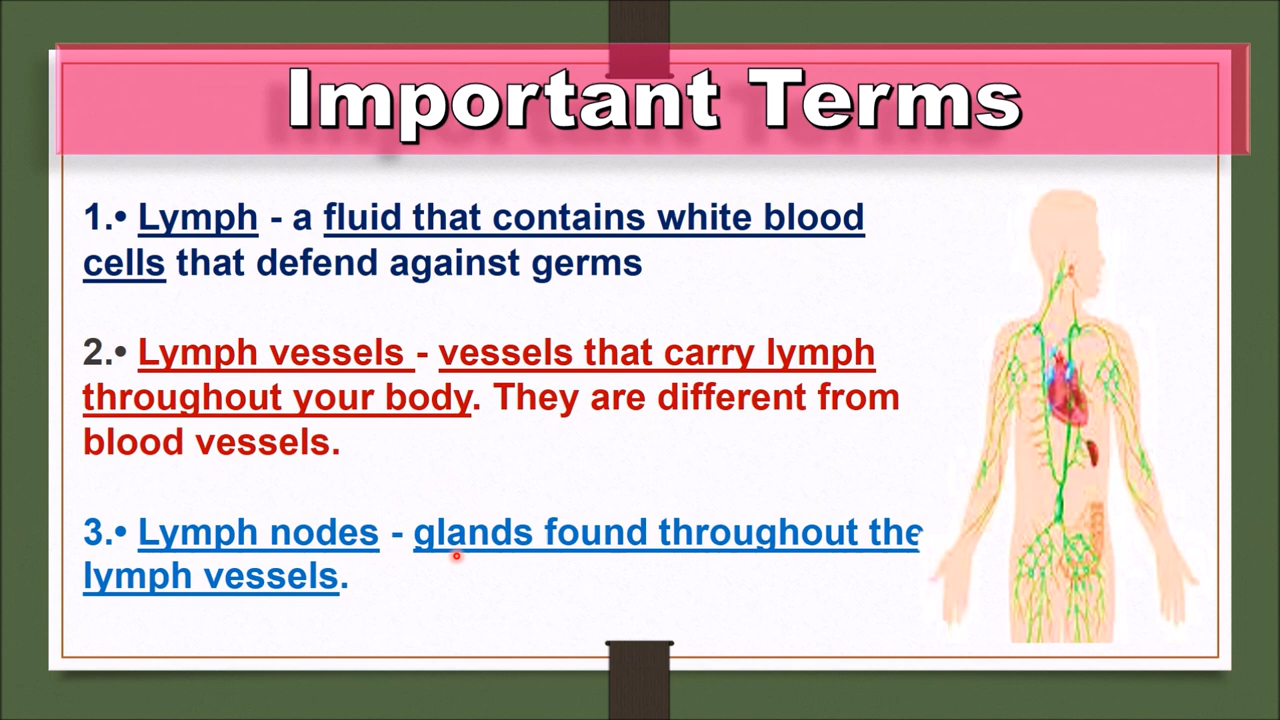 Important Terms
1.• Lymph - a fluid that contains white blood
cells that defend against germs
2.• Lymph vessels - vessels that carry lymph
throughout your body. They are different from
blood vessels.
3.• Lymph nodes - glands found throughout the
lymph vessels.